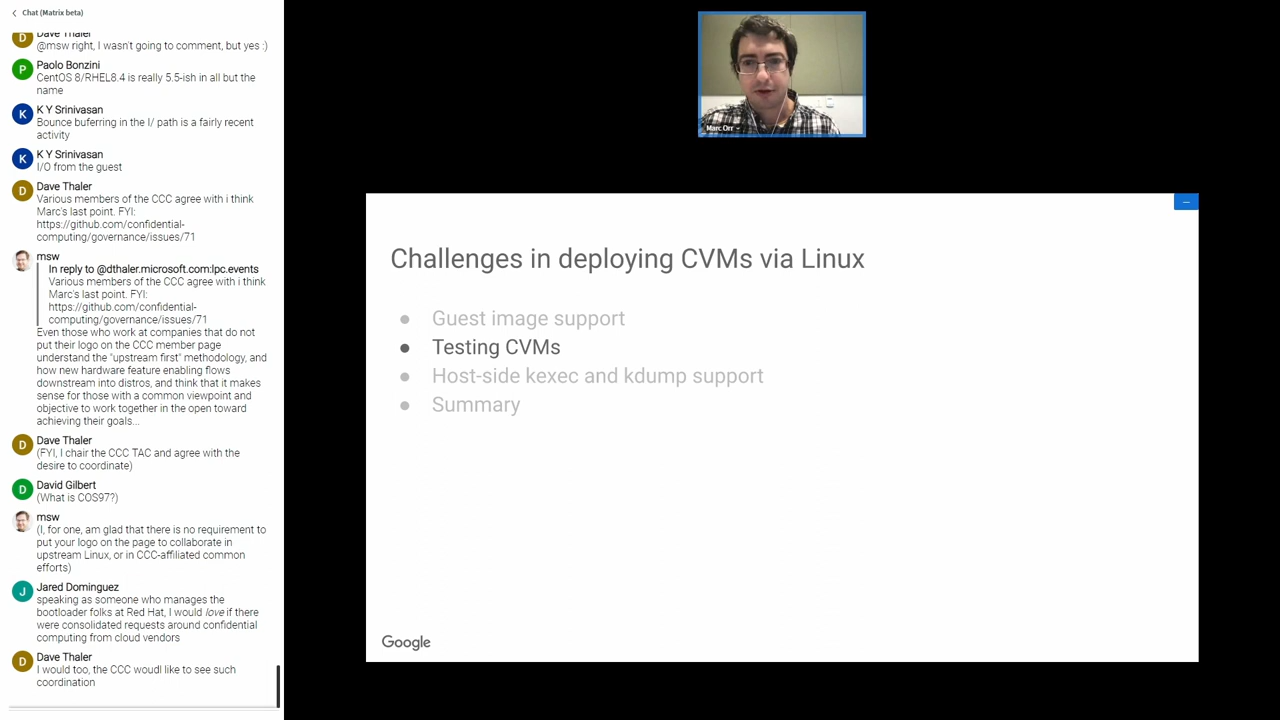 Chat (Matrix beta)
D
Dave Thaler
@msw right, I wasn't going to comment, but yes :)
P
Paolo Bonzini
CentOS 8/RHEL8.4 is really 5.5-ish in all but the
name
K
K Y Srinivasan
Bounce buferring in the I/ path is a fairly recent
activity
K
K Y Srinivasan
I/O from the guest
D
Dave Thaler
Various members of the CCC agree with i think
Marc's last point. FYI:
https://github.com/confidential-
computing/governance/issues/71
msw
In reply to @dthaler.microsoft.com:lpc.events
Various members of the CCC agree with i think
Marc's last point. FYI:
https://github.com/confidential-
computing/governance/issues/71
Even those who work at companies that do not
put their logo on the CCC member page
understand the "upstream first" methodology, and
how new hardware feature enabling flows
downstream into distros, and think that it makes
sense for those with a common viewpoint and
objective to work together in the open toward
achieving their goals...
D
Dave Thaler
(FYI, I chair the CCC TAC and agree with the
desire to coordinate)
D
David Gilbert
(What is COS97?)
msw
(I, for one, am glad that there is no requirement to
put your logo on the page to collaborate in
upstream Linux, or in CCC-affiliated common
efforts)
J
Jared Dominguez
speaking as someone who manages the
bootloader folks at Red Hat, I would love if there
were consolidated requests around confidential
computing from cloud vendors
D
Dave Thaler
I would too, the CCC woudl like to see such
coordination
Marc Orr
Challenges in deploying CVMs via Linux
● Guest image support
● Testing CVMs
● Host-side kexec and kdump support
● Summary
Google